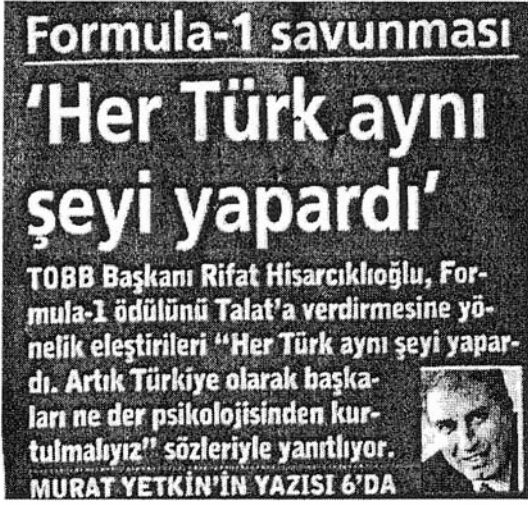 Formula-1 savunması
'Her Türk aynı
şeyi yapardı'
TOBB Başkanı Rifat Hisarcıklıoğlu, For-
mula-1 ödülünü Talat'a verdirmesine yö-
nelik eleştirileri “Her Türk aynı şeyi yapar-
dı. Artık Türkiye olarak başka-
ları ne der psikolojisinden kur-
tulmalıyız” sözleriyle yanıtlıyor.
MURAT YETKİN'İN YAZISI 6'DA